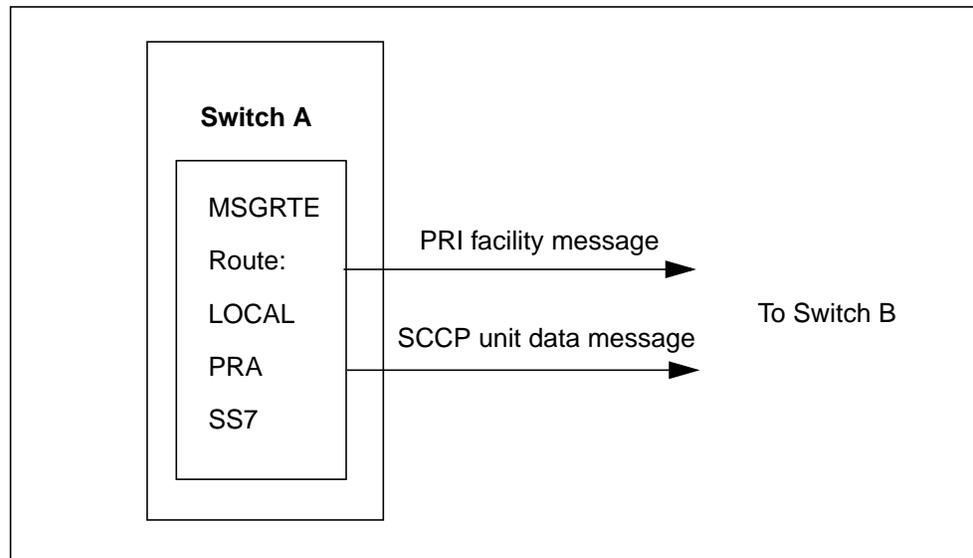 Switch A
MSGRTE
Route:
LOCAL
PRA
SS7
PRI facility message
SCCP unit data message
To Switch B